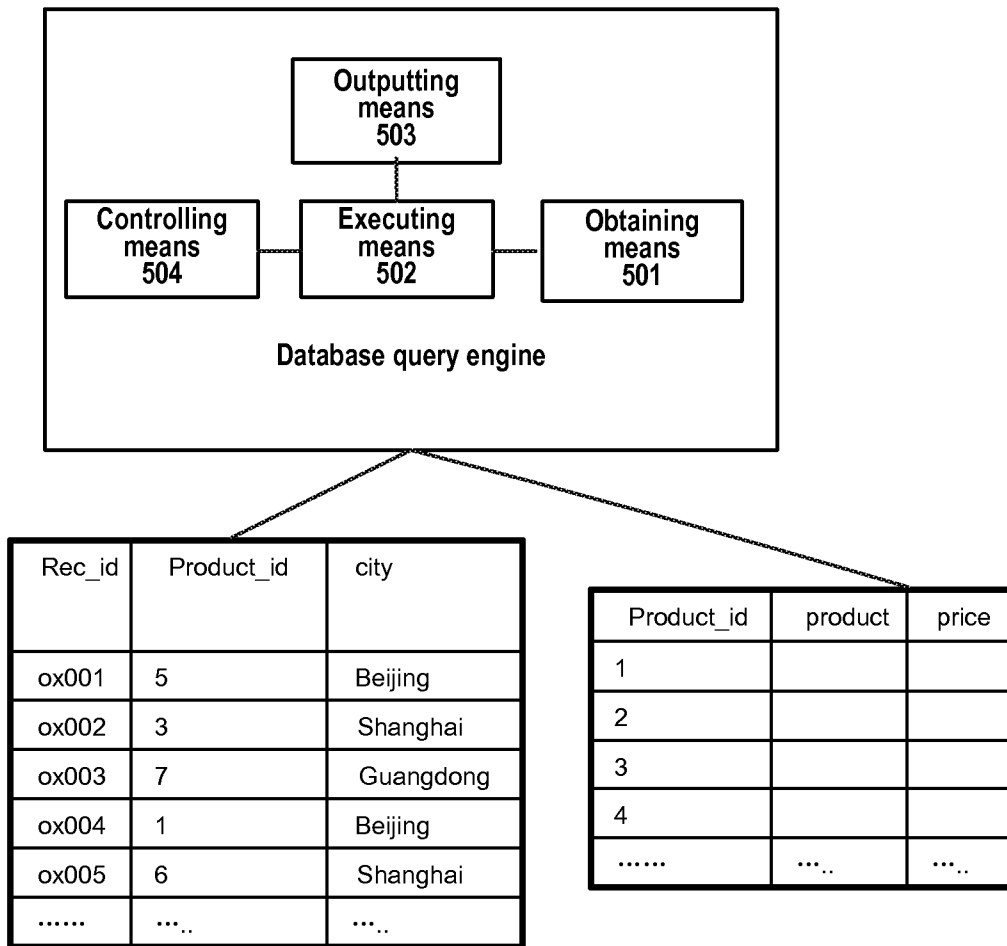 Outputting
means
503
Controlling
means
504
Executing
means
502
Obtaining
means
501
Database query engine
Rec_id Product_id city
ox001 5 Beijing
ox002 3 Shanghai
ox003 7 Guangdong
ox004 1 Beijing
ox005 6 Shanghai
...... ..... .....
Product_id product price
1
2
3
4
...... ..... .....